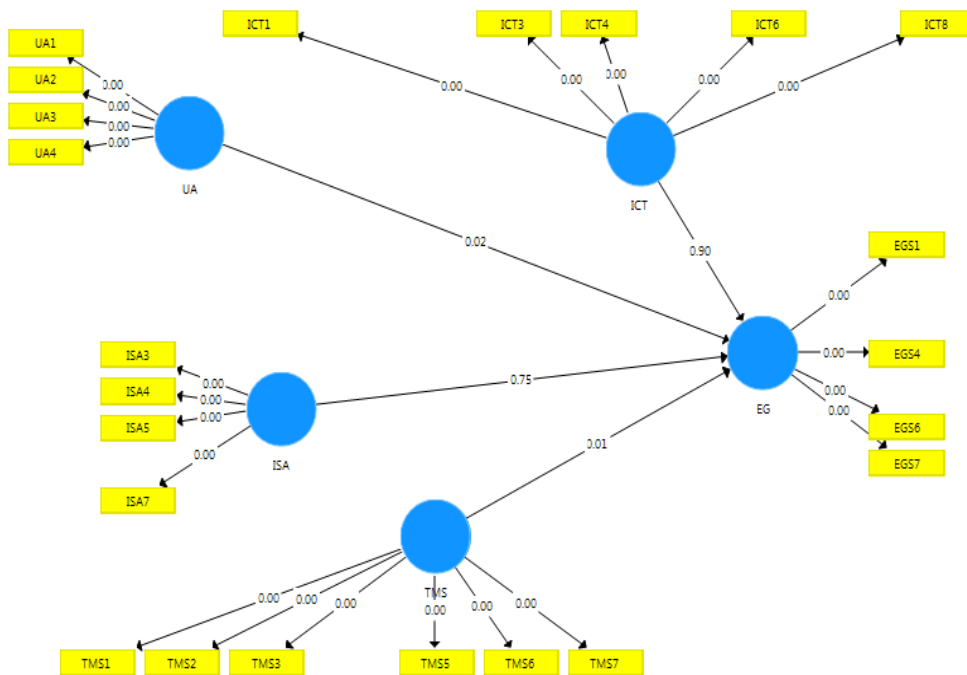 ICT1
ICT3
ICT4
ICT6
ICT8
UA1
UA2
UA3
UA4
0.00
0.00
0.00
0.00
UA
0.00
0.00
0.00
0.00
0.00
ICT
0.02
0.90
EGS1
EGS4
EGS6
EGS7
0.00
0.00
0.00
0.00
EG
ISA3
ISA4
ISA5
ISA7
0.00
0.00
0.00
0.00
ISA
0.75
0.01
TMS
0.00
0.00
0.00
0.00
0.00
0.00
TMS1
TMS2
TMS3
TMS5
TMS6
TMS7